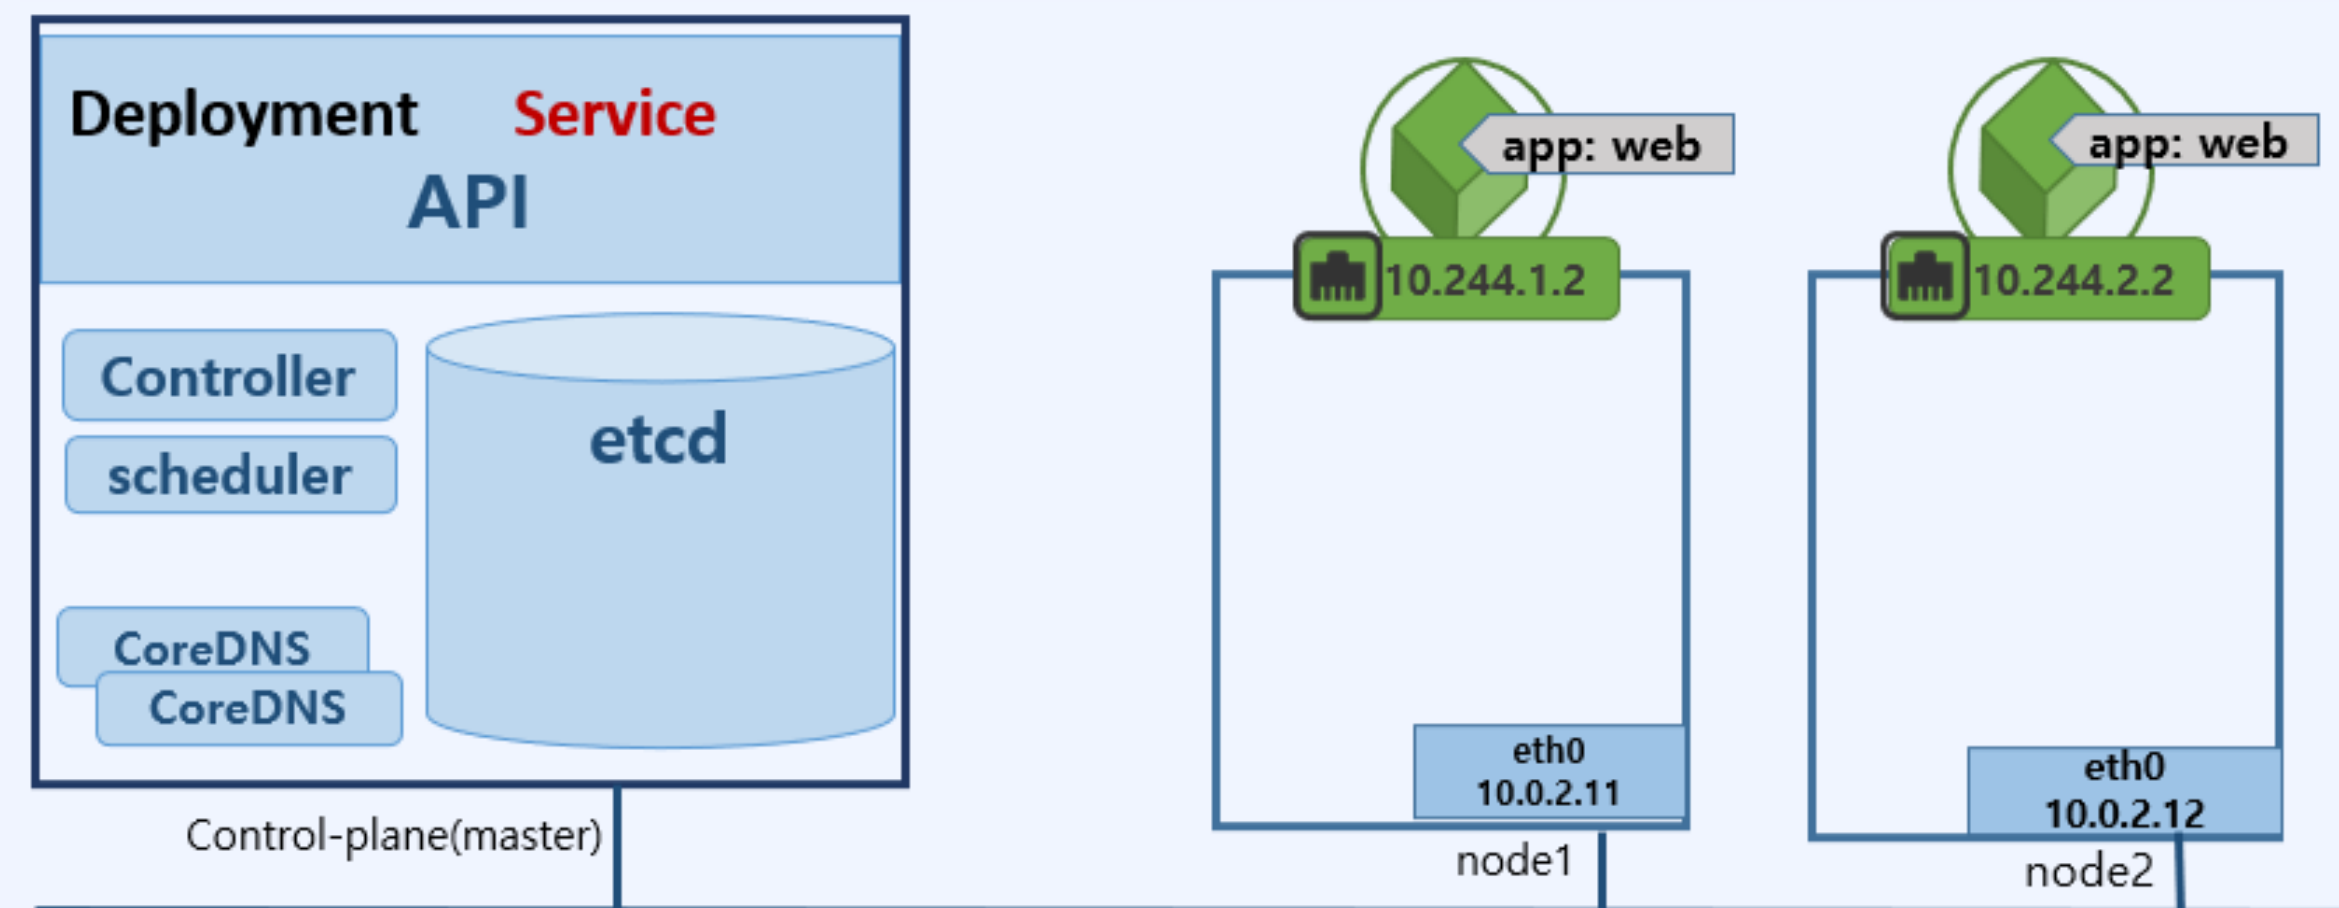 Deployment Service
API
Controller
scheduler
etcd
CoreDNS
CoreDNS
Control-plane(master)
app: web
10.244.1.2
eth0
10.0.2.11
node1
app: web
10.244.2.2
eth0
10.0.2.12
node2